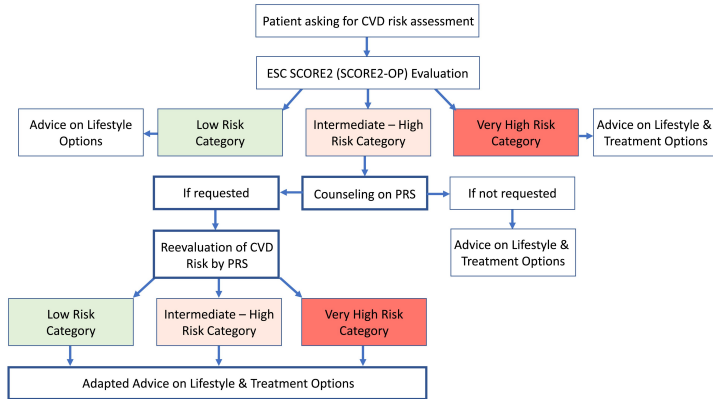 Patient asking for CVD risk assessment
ESC SCORE2 (SCORE2-OP) Evaluation
Advice on Lifestyle
Options
Low Risk
Category
Intermediate – High
Risk Category
Very High Risk
Category
Advice on Lifestyle &
Treatment Options
If requested
Counseling on PRS
If not requested
Reevaluation of CVD
Risk by PRS
Advice on Lifestyle &
Treatment Options
Low Risk
Category
Intermediate – High
Risk Category
Very High Risk
Category
Adapted Advice on Lifestyle & Treatment Options